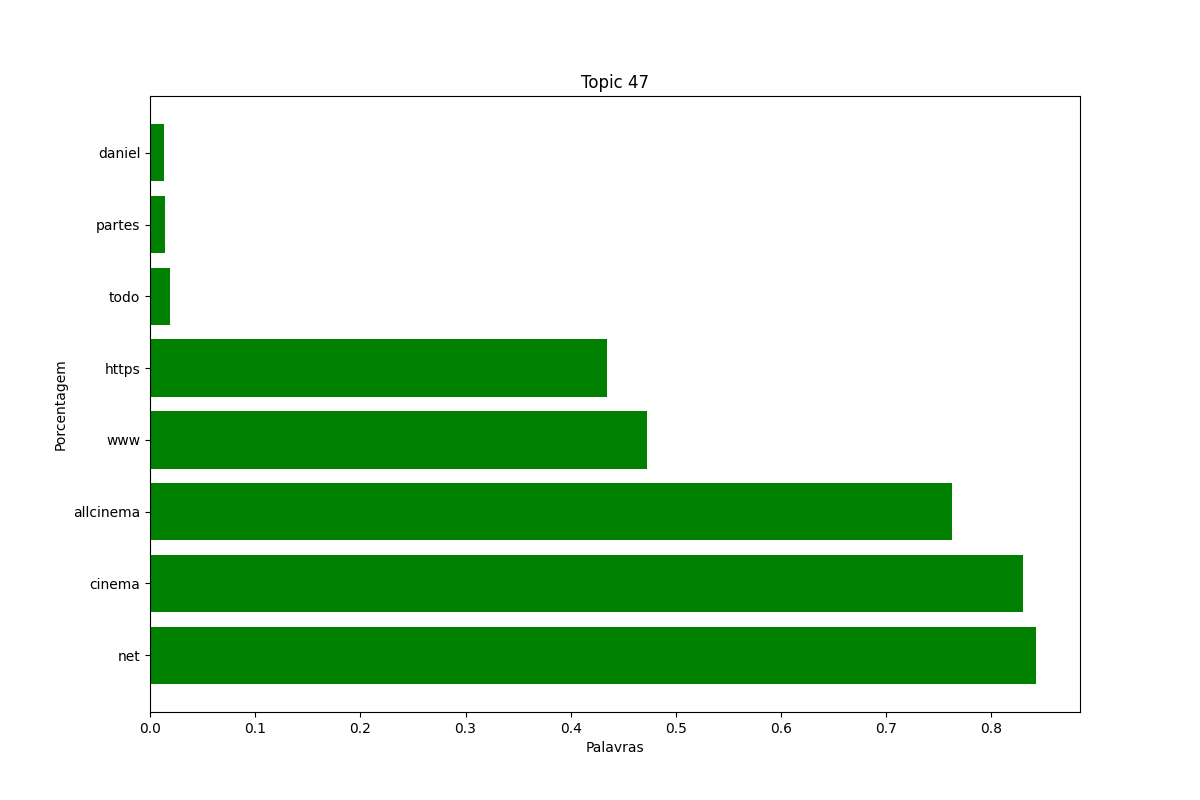 Topic 47
daniel
partes
todo
https
www
allcinema
cinema
net
Porcentagem
0.0 0.1 0.2 0.3 0.4 0.5 0.6 0.7 0.8
Palavras